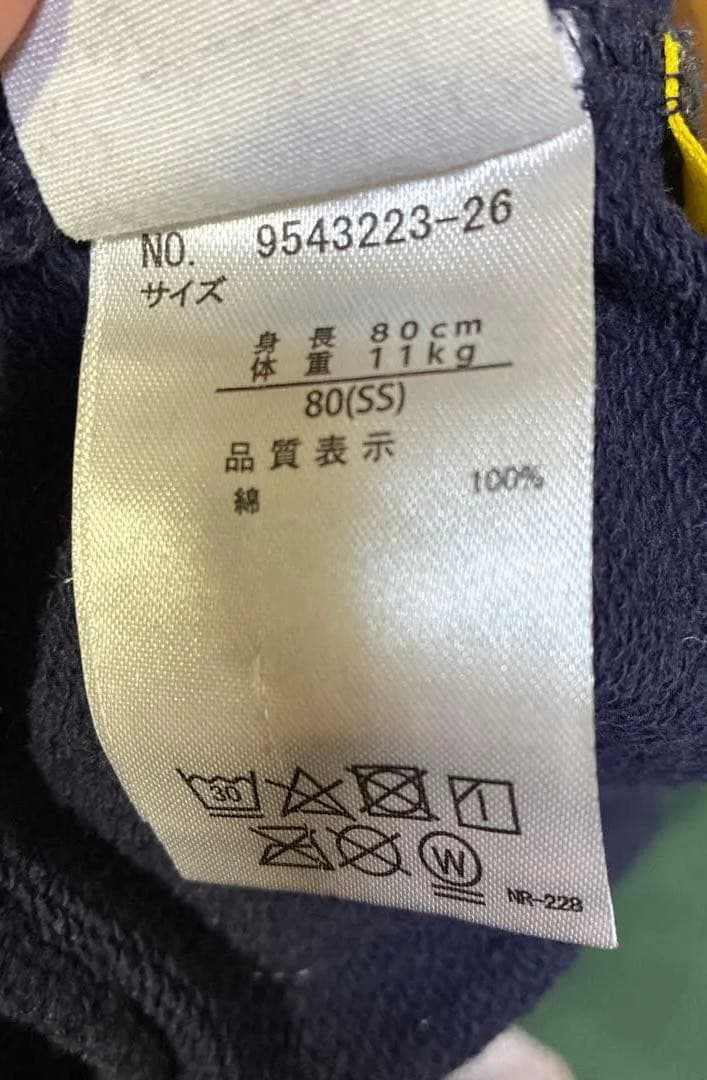 NO. 9543223-26
サイズ
身長 80cm
体重 11kg
80(SS)
品質表示
綿 100%
30
W
NR-228